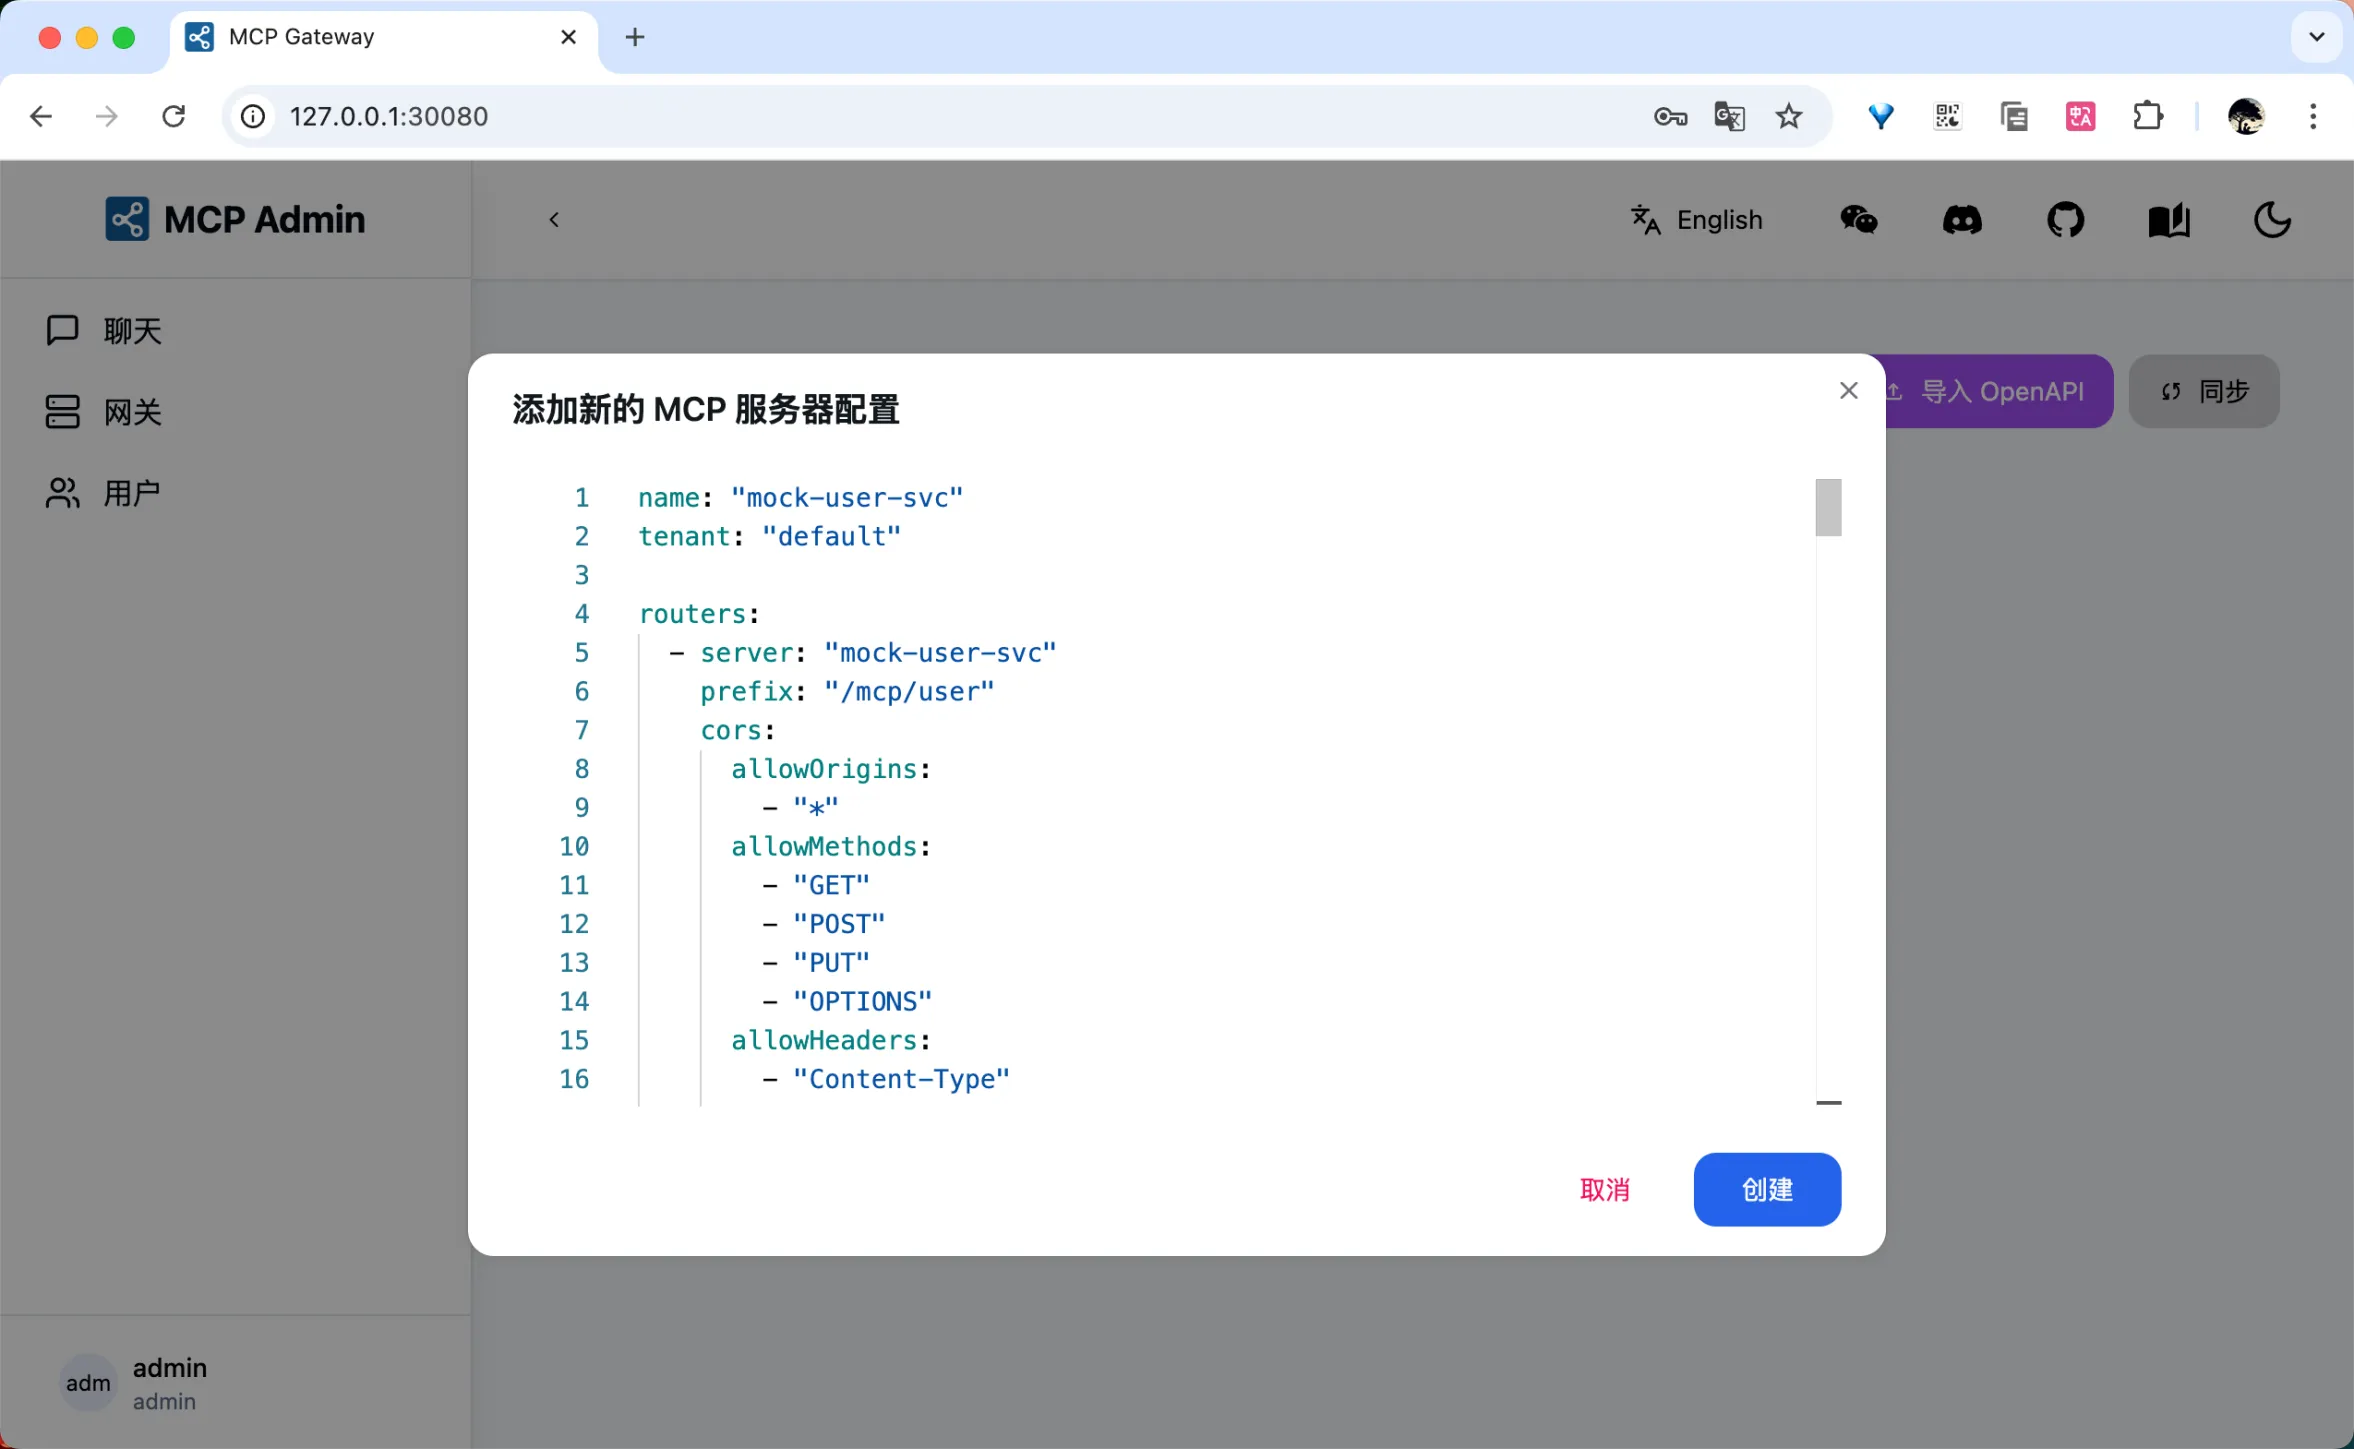 MCP Gateway
127.0.0.1:30080
MCP Admin
English
聊天
网关
用户
导入 OpenAPI
同步
添加新的 MCP 服务器配置
1 name: "mock-user-svc"
2 tenant: "default"
3
4 routers:
5 - server: "mock-user-svc"
6 prefix: "/mcp/user"
7 cors:
8 allowOrigins:
9 - "*"
10 allowMethods:
11 - "GET"
12 - "POST"
13 - "PUT"
14 - "OPTIONS"
15 allowHeaders:
16 - "Content-Type"
取消
创建
adm
admin
admin